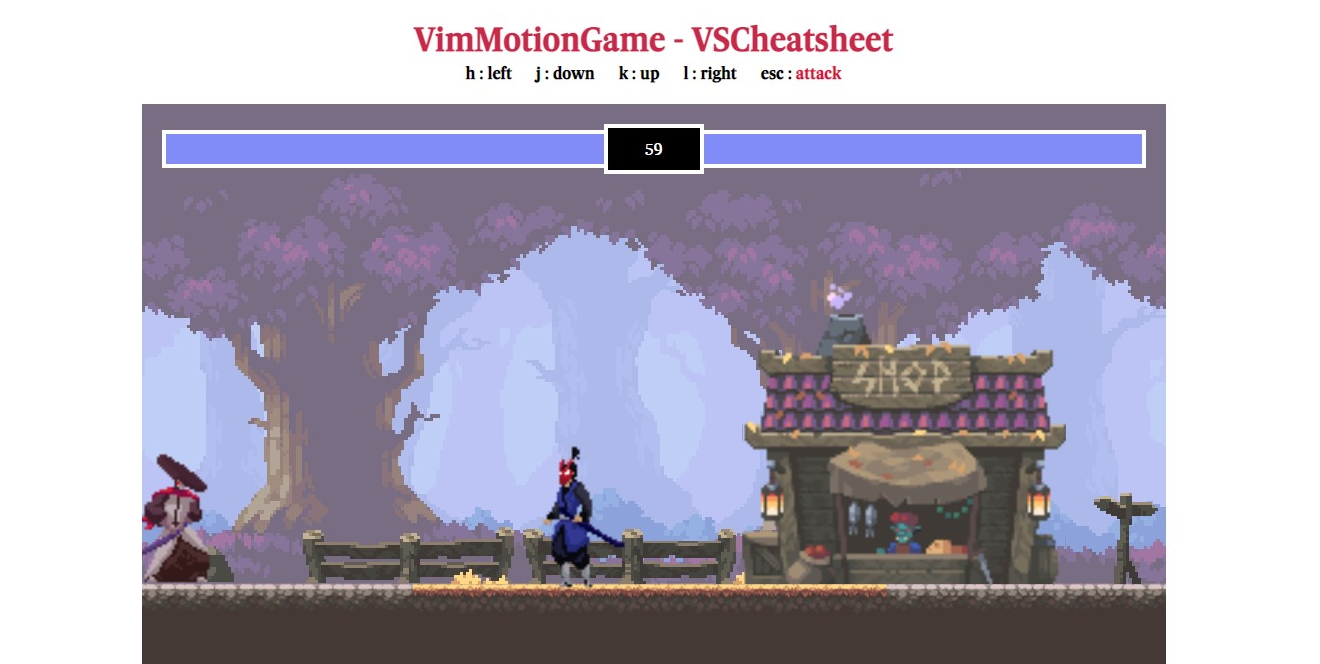 VimMotionGame - VSCheatsheet
h : left j : down k : up l : right esc : attack
59
SHOP